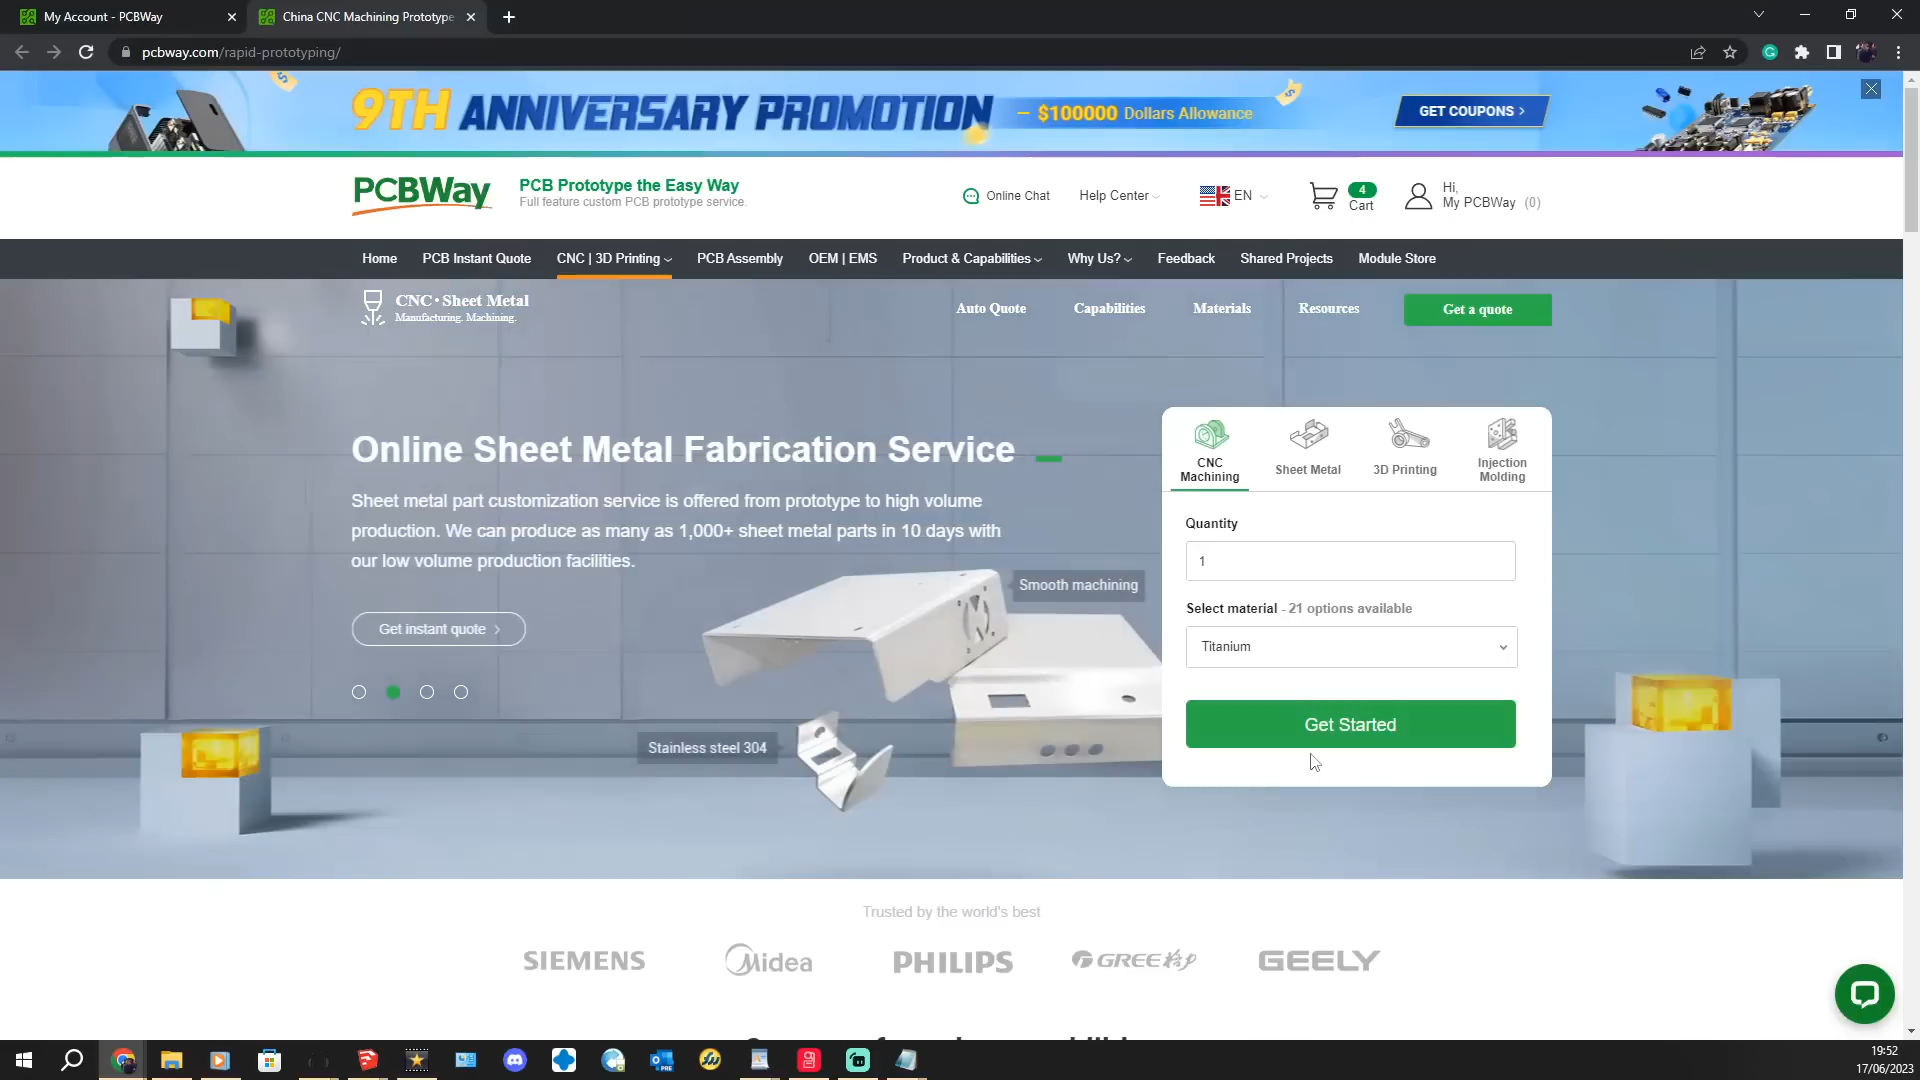 My Account - PCBWay
China CNC Machining Prototype
pcbway.com/rapid-prototyping/
9TH ANNIVERSARY PROMOTION
$100000 Dollars Allowance
GET COUPONS >
PCBWay
PCB Prototype the Easy Way
Full feature custom PCB prototype service.
Online Chat
Help Center
EN
4
Cart
Hi,
My PCBWay (0)
Home
PCB Instant Quote
CNC | 3D Printing
PCB Assembly
OEM | EMS
Product & Capabilities
Why Us?
Feedback
Shared Projects
Module Store
CNC·Sheet Metal
Manufacturing. Machining.
Auto Quote
Capabilities
Materials
Resources
Get a quote
Online Sheet Metal Fabrication Service
Sheet metal part customization service is offered from prototype to high volume
production. We can produce as many as 1,000+ sheet metal parts in 10 days with
our low volume production facilities.
Get instant quote >
Smooth machining
Stainless steel 304
CNC
Machining
Sheet Metal
3D Printing
Injection
Molding
Quantity
1
Select material - 21 options available
Titanium
Get Started
Trusted by the world's best
SIEMENS
Midea
PHILIPS
GREE格力
GEELY
19:52
17/06/2023